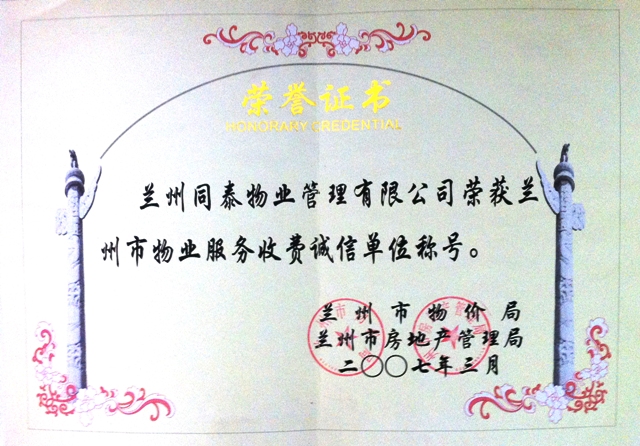 荣誉证书
HONORARY CREDENTIAL
兰州同泰物业管理有限公司荣获兰
州市物业服务收费诚信单位称号。
兰州市物价局
兰州市房地产管理局
二〇〇七年三月